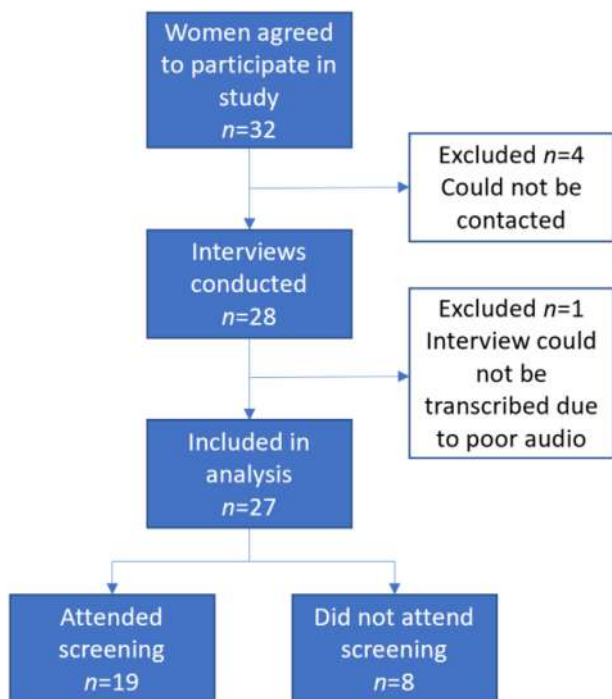 Women agreed
to participate in
study
n=32
Excluded n=4
Could not be
contacted
Interviews
conducted
n=28
Excluded n=1
Interview could
not be
transcribed due
to poor audio
Included in
analysis
n=27
Attended
screening
n=19
Did not attend
screening
n=8